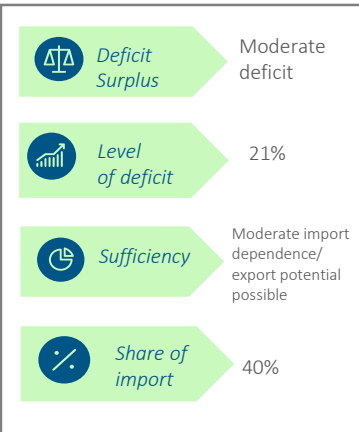 Deficit
Surplus
Moderate
deficit
Level
of deficit
21%
Sufficiency
Moderate import
dependence/
export potential
possible
Share of
import
40%